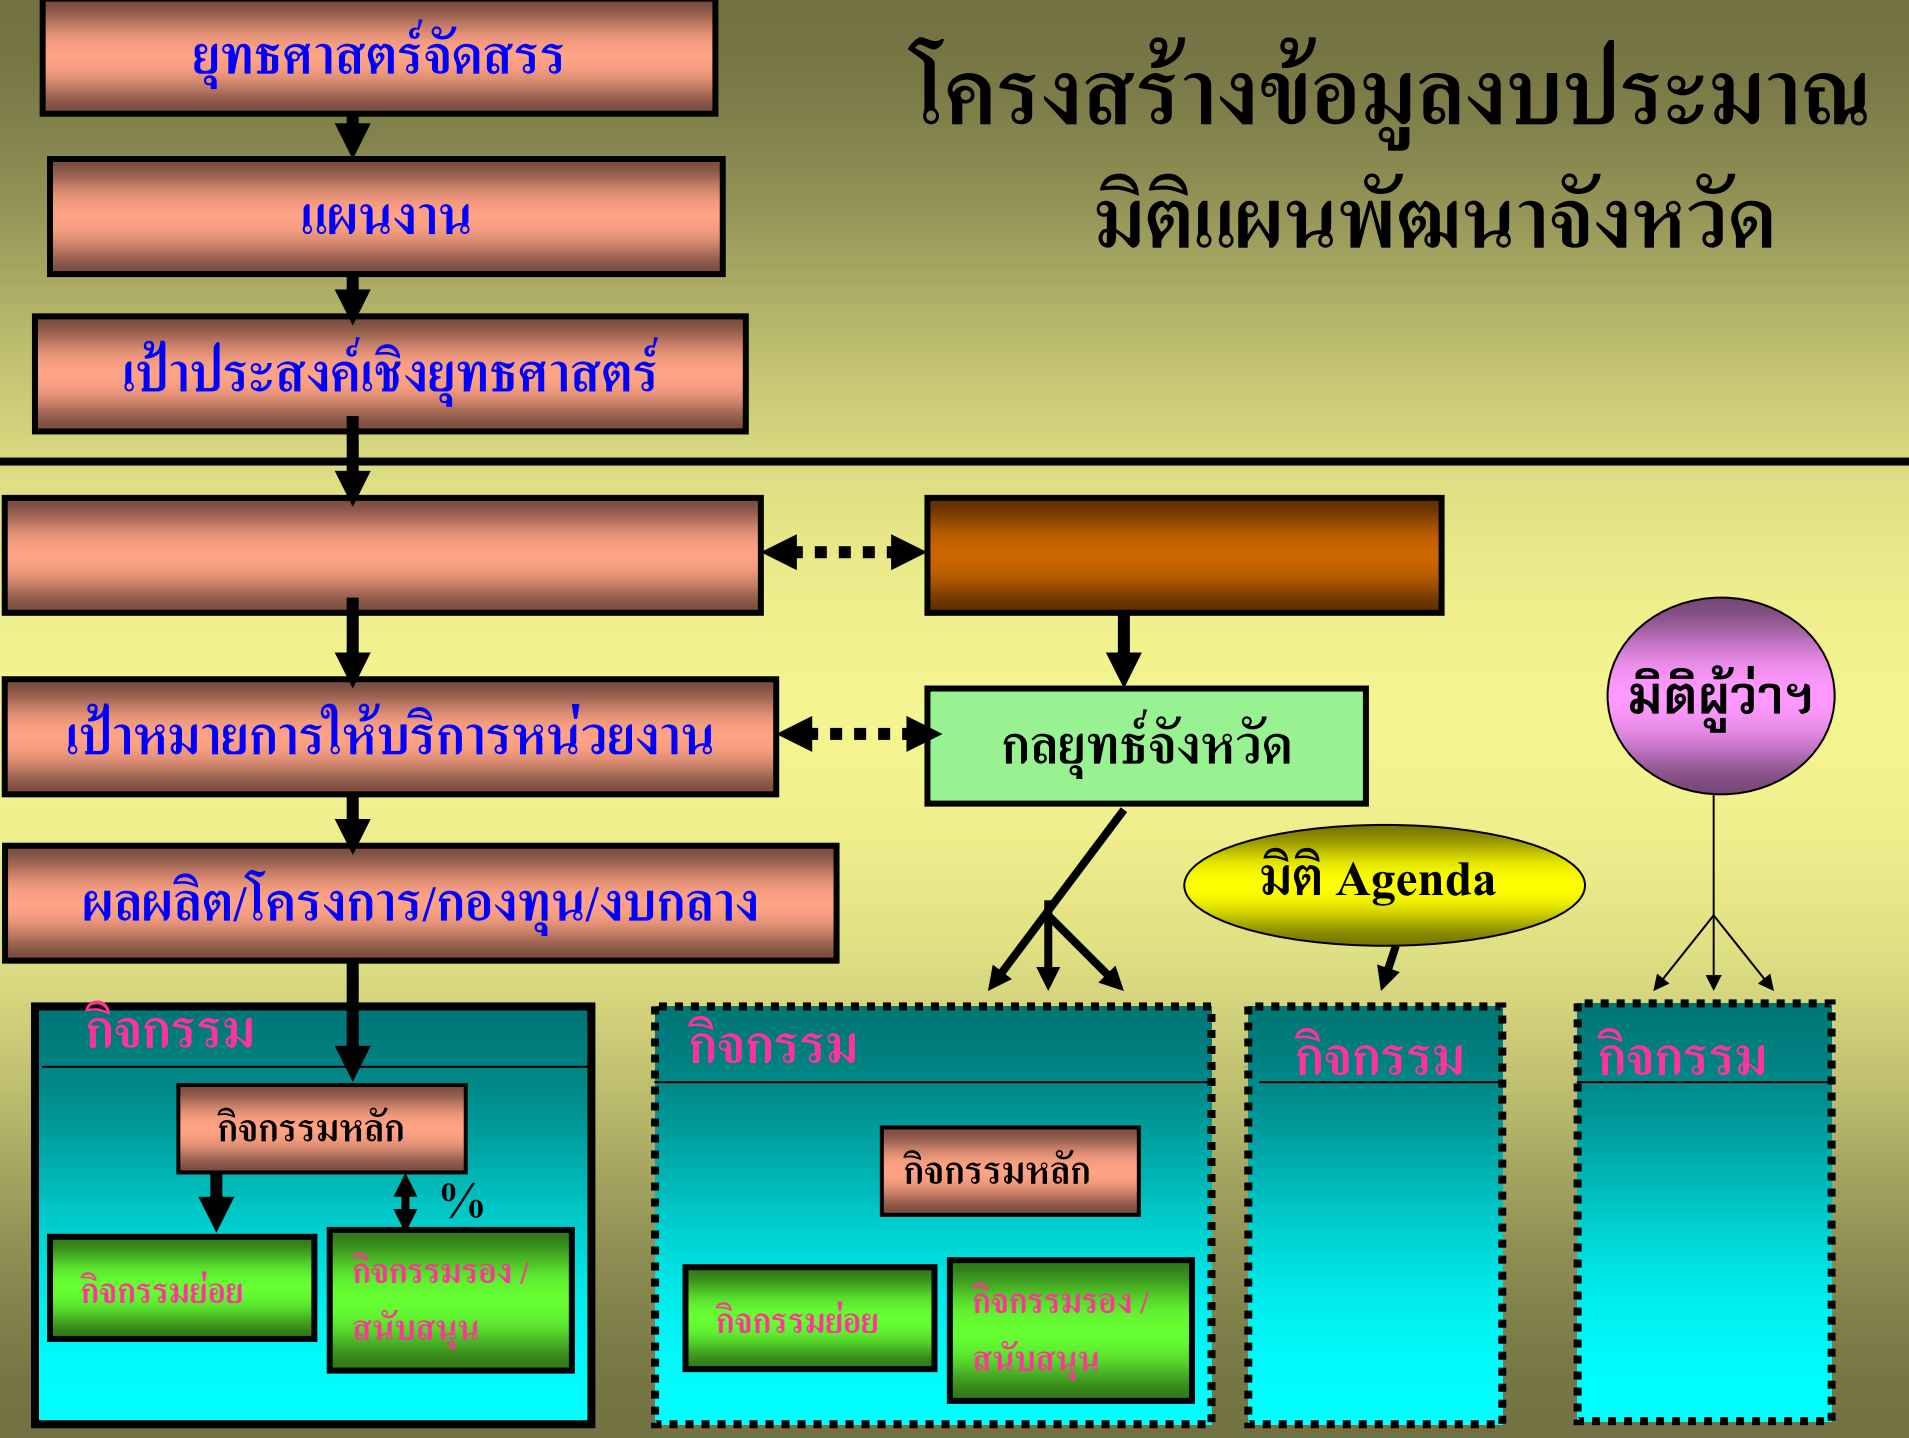 โครงสร้างข้อมูลงบประมาณ
มิติแผนพัฒนาจังหวัด
ยุทธศาสตร์จัดสรร
แผนงาน
เป้าประสงค์เชิงยุทธศาสตร์
เป้าหมายการให้บริการหน่วยงาน
กลยุทธ์จังหวัด
มิติผู้ว่าฯ
มิติ Agenda
ผลผลิต/โครงการ/กองทุน/งบกลาง
กิจกรรม
กิจกรรมหลัก
%
กิจกรรมย่อย
กิจกรรมรอง /
สนับสนุน
กิจกรรม
กิจกรรมหลัก
กิจกรรมย่อย
กิจกรรมรอง /
สนับสนุน
กิจกรรม
กิจกรรม